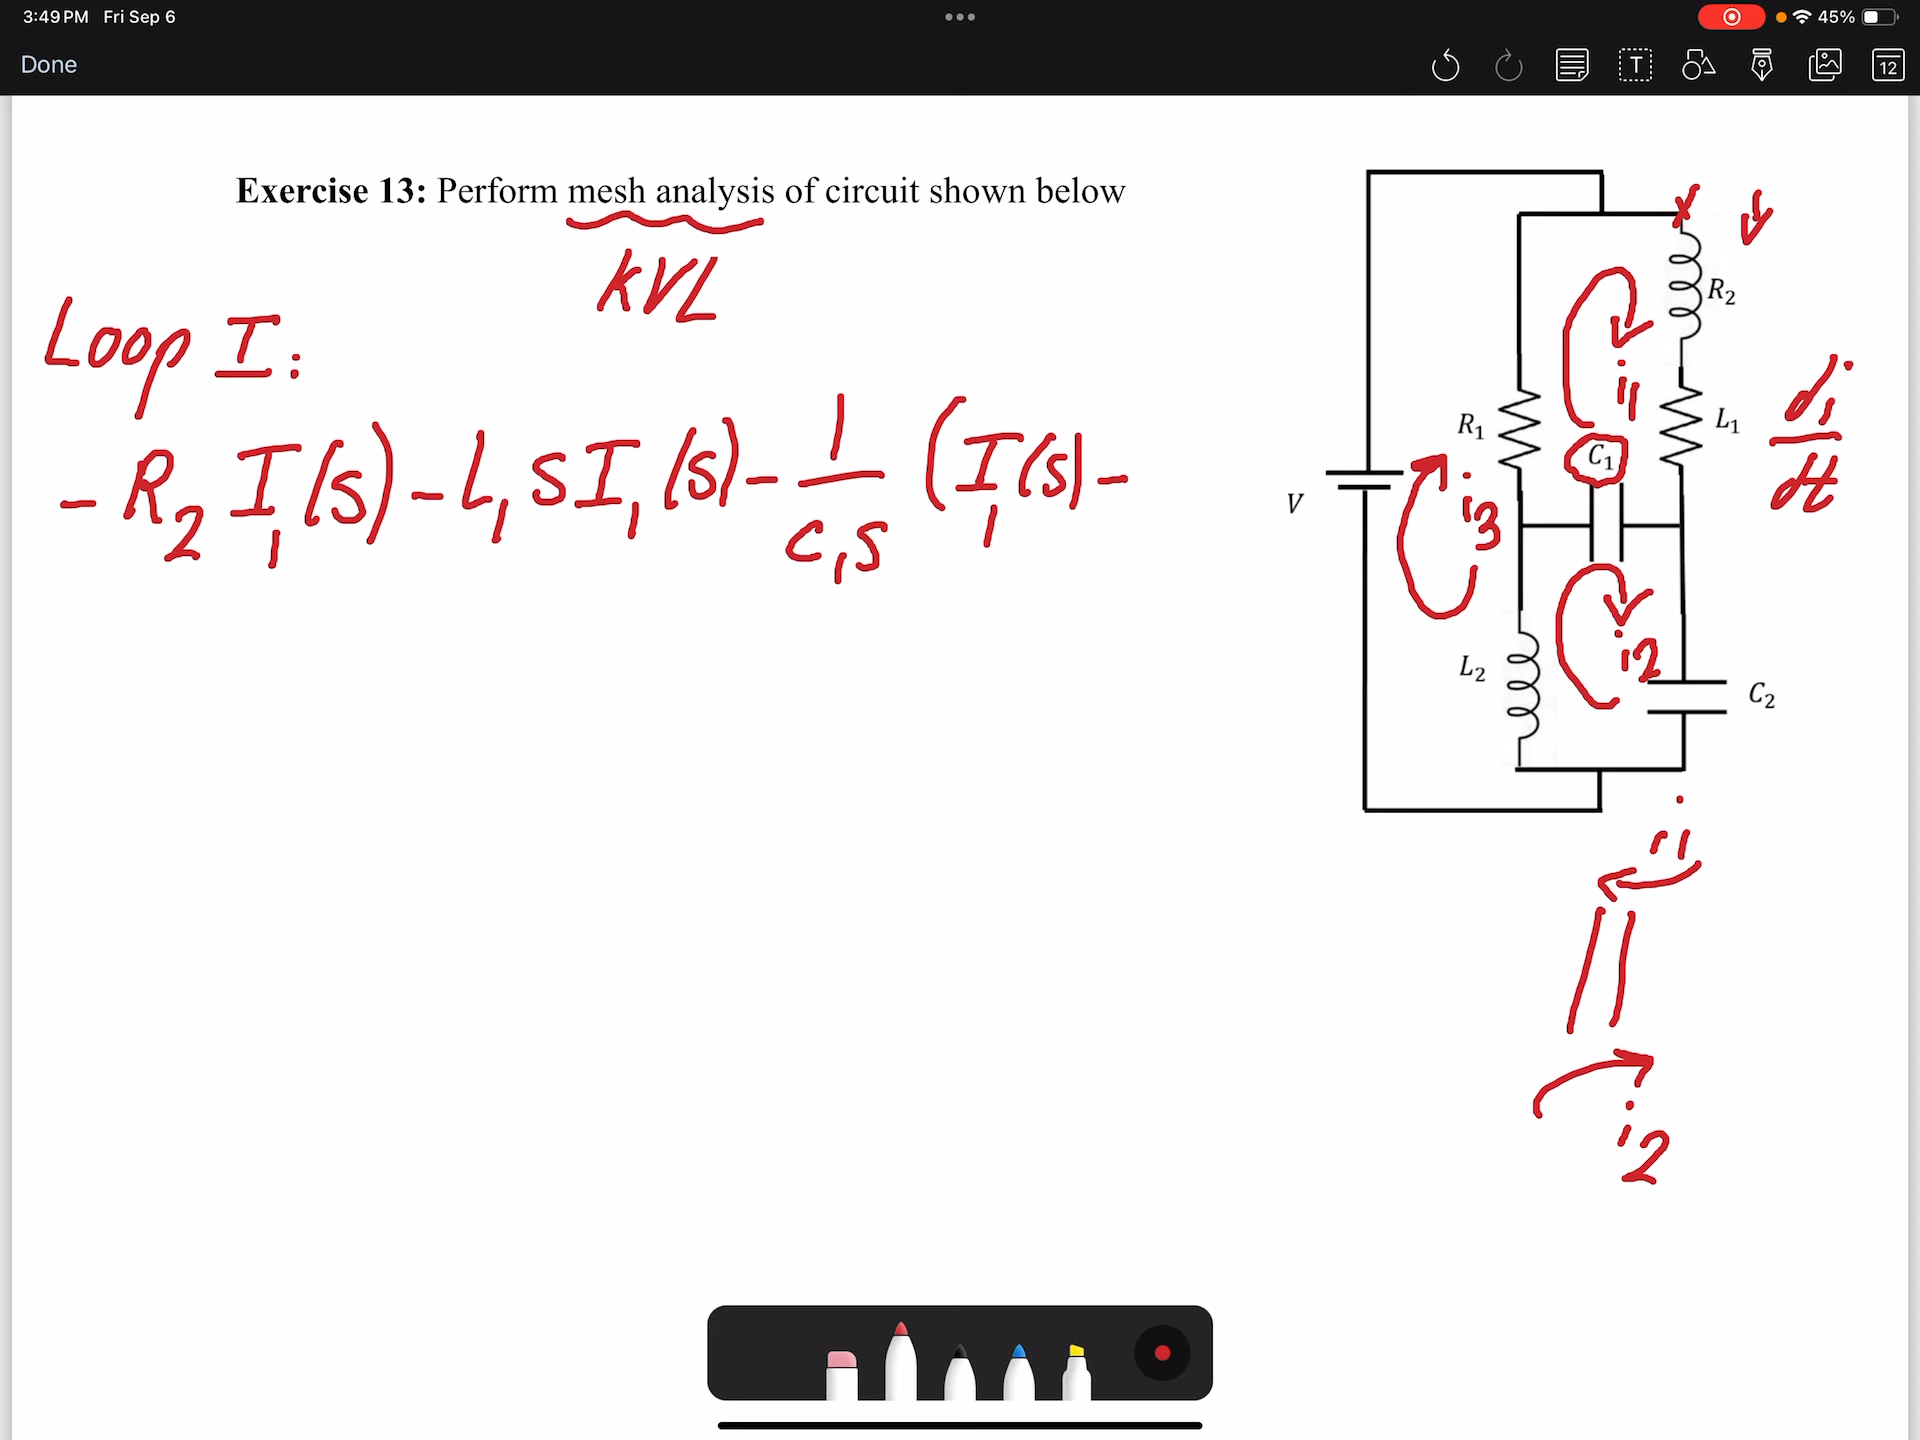 3:49 PM Fri Sep 6
45%
Done
T
12
Exercise 13: Perform mesh analysis of circuit shown below
KVL
Loop I:
- R2 I1(s) - L1 s I1(s) - 1/C1s (I1(s) -
V
R1
R2
L1
C1
L2
C2
i1
i2
i3
di/dt
i1
i2